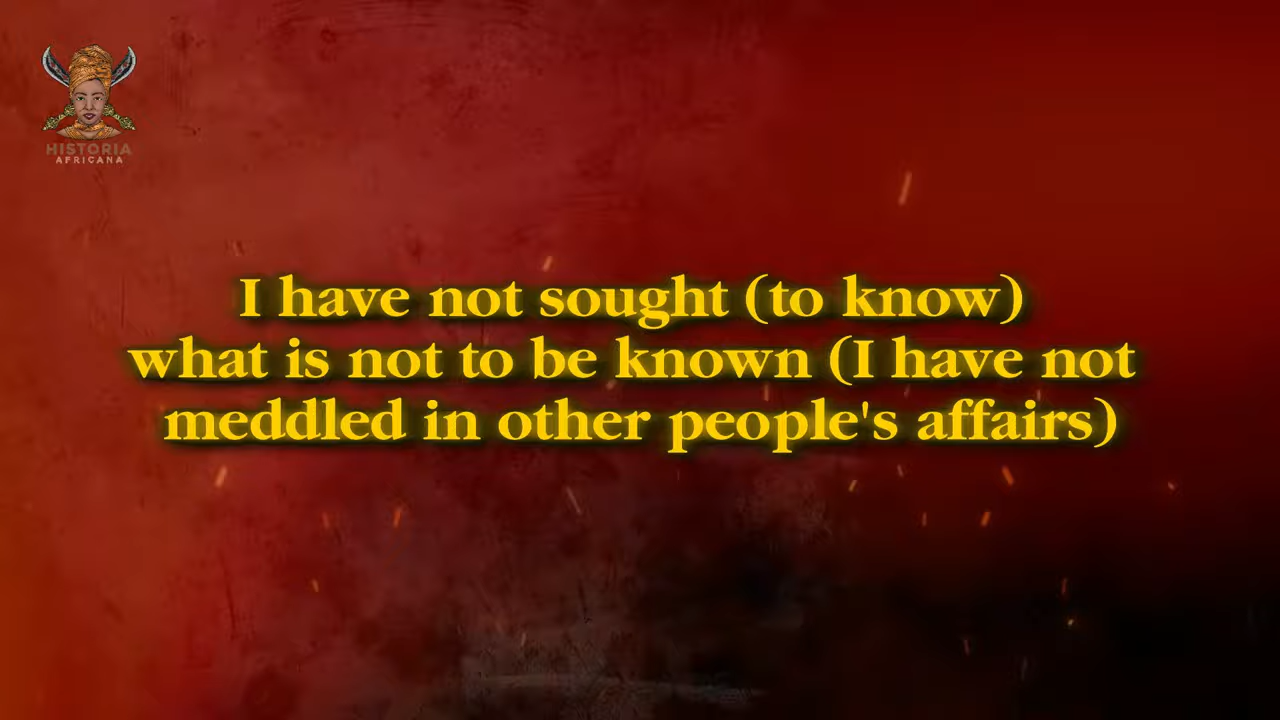 HISTORIA
AFRICANA
I have not sought (to know)
what is not to be known (I have not
meddled in other people's affairs)